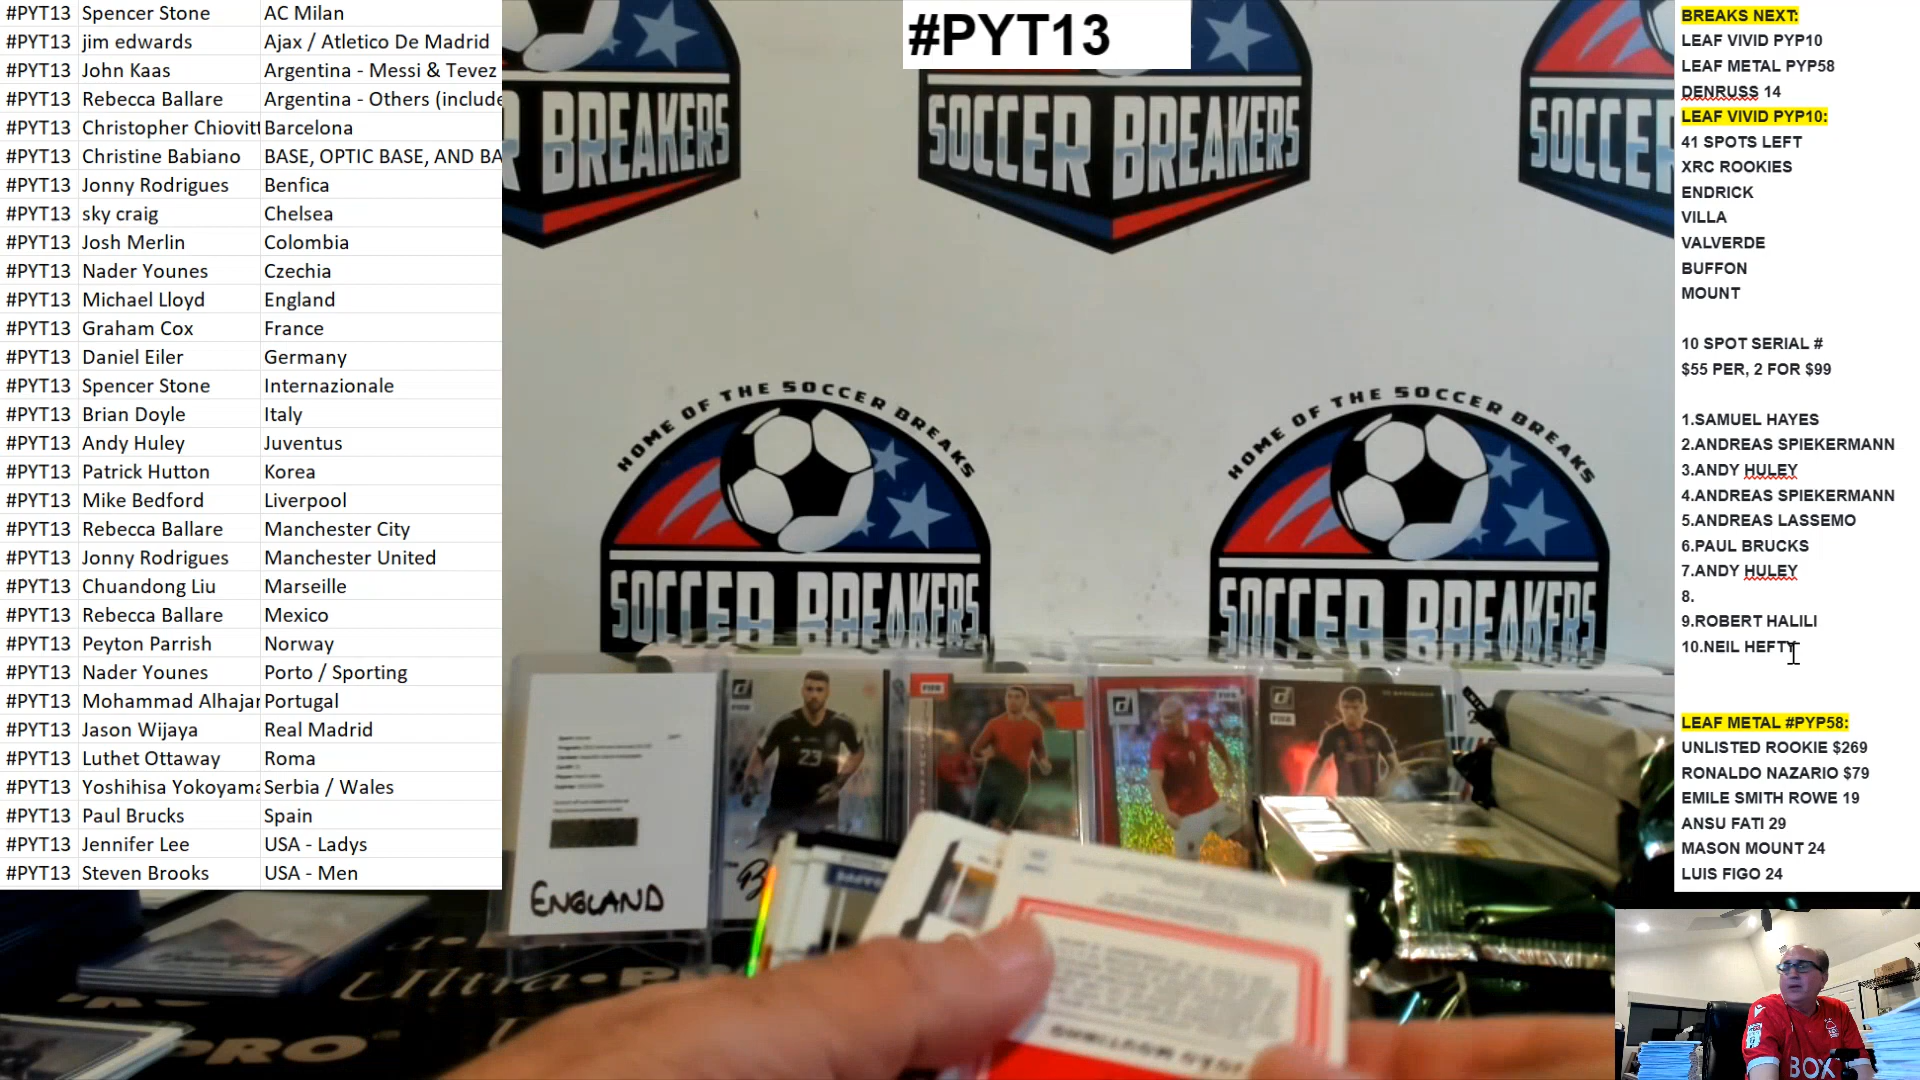 #PYT13 Spencer Stone AC Milan
#PYT13 jim edwards Ajax / Atletico De Madrid
#PYT13 John Kaas Argentina - Messi & Tevez
#PYT13 Rebecca Ballare Argentina - Others (include
#PYT13 Christopher Chiovitt Barcelona
#PYT13 Christine Babiano BASE, OPTIC BASE, AND BA
#PYT13 Jonny Rodrigues Benfica
#PYT13 sky craig Chelsea
#PYT13 Josh Merlin Colombia
#PYT13 Nader Younes Czechia
#PYT13 Michael Lloyd England
#PYT13 Graham Cox France
#PYT13 Daniel Eiler Germany
#PYT13 Spencer Stone Internazionale
#PYT13 Brian Doyle Italy
#PYT13 Andy Huley Juventus
#PYT13 Patrick Hutton Korea
#PYT13 Mike Bedford Liverpool
#PYT13 Rebecca Ballare Manchester City
#PYT13 Jonny Rodrigues Manchester United
#PYT13 Chuandong Liu Marseille
#PYT13 Rebecca Ballare Mexico
#PYT13 Peyton Parrish Norway
#PYT13 Nader Younes Porto / Sporting
#PYT13 Mohammad Alhajar Portugal
#PYT13 Jason Wijaya Real Madrid
#PYT13 Luthet Ottaway Roma
#PYT13 Yoshihisa Yokoyama Serbia / Wales
#PYT13 Paul Brucks Spain
#PYT13 Jennifer Lee USA - Ladys
#PYT13 Steven Brooks USA - Men
#PYT13
R BREAKERS
SOCCER BREAKERS
SOCCER
HOME OF THE SOCCER BREAKS
SOCCER BREAKERS
HOME OF THE SOCCER BREAKS
SOCCER BREAKERS
ENGLAND
23
FIFA
JOÃO MOUTINHO
Ultra PRO
BREAKS NEXT:
LEAF VIVID PYP10
LEAF METAL PYP58
DENRUSS 14
LEAF VIVID PYP10:
41 SPOTS LEFT
XRC ROOKIES
ENDRICK
VILLA
VALVERDE
BUFFON
MOUNT
10 SPOT SERIAL #
$55 PER, 2 FOR $99
1.SAMUEL HAYES
2.ANDREAS SPIEKERMANN
3.ANDY HULEY
4.ANDREAS SPIEKERMANN
5.ANDREAS LASSEMO
6.PAUL BRUCKS
7.ANDY HULEY
8.
9.ROBERT HALILI
10.NEIL HEFTY
LEAF METAL #PYP58:
UNLISTED ROOKIE $269
RONALDO NAZARIO $79
EMILE SMITH ROWE 19
ANSU FATI 29
MASON MOUNT 24
LUIS FIGO 24
BOX